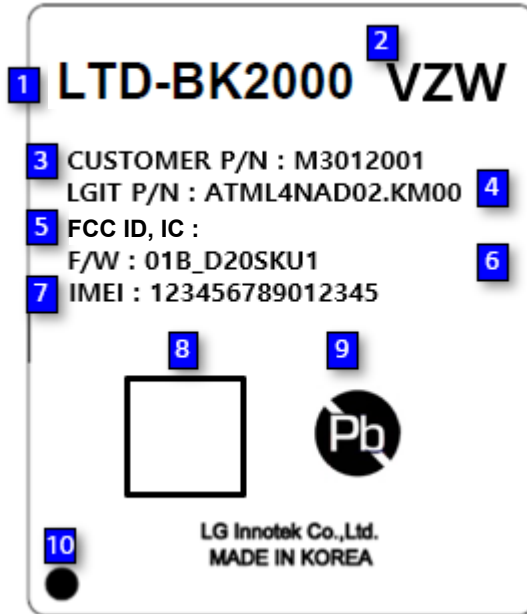 2
1 LTD-BK2000 VZW
3 CUSTOMER P/N : M3012001
LGIT P/N : ATML4NAD02.KM00 4
5 FCC ID, IC :
F/W : 01B_D20SKU1 6
7 IMEI : 123456789012345
8 9
Pb
LG Innotek Co.,Ltd.
10 MADE IN KOREA